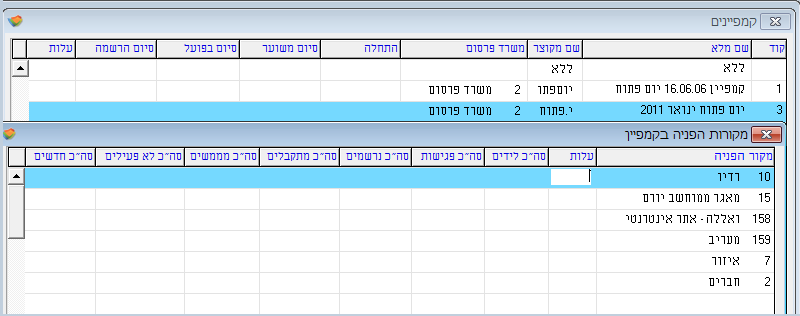 קמפיינים
קוד שם מלא שם מקוצר משרד פרסום התחלה סיום משוער סיום בפועל סיום הרשמה עלות
ללא ללא
1 קמפיין 16.06.06 יום פתוח יוםפתו 2 משרד פרסום
3 יום פתוח ינואר 2011 י.פתוח 2 משרד פרסום
מקורות הפניה בקמפיין
מקור הפניה עלות סה״כ לידים סה״כ פגישות סה״כ נרשמים סה״כ מתקבלים סה״כ מממשים סה״כ לא פעילים סה״כ חדשים
10 רדיו
15 מאגר ממוחשב יורם
158 וואללה - אתר אינטרנטי
159 מעריב
7 איזור
2 חברים